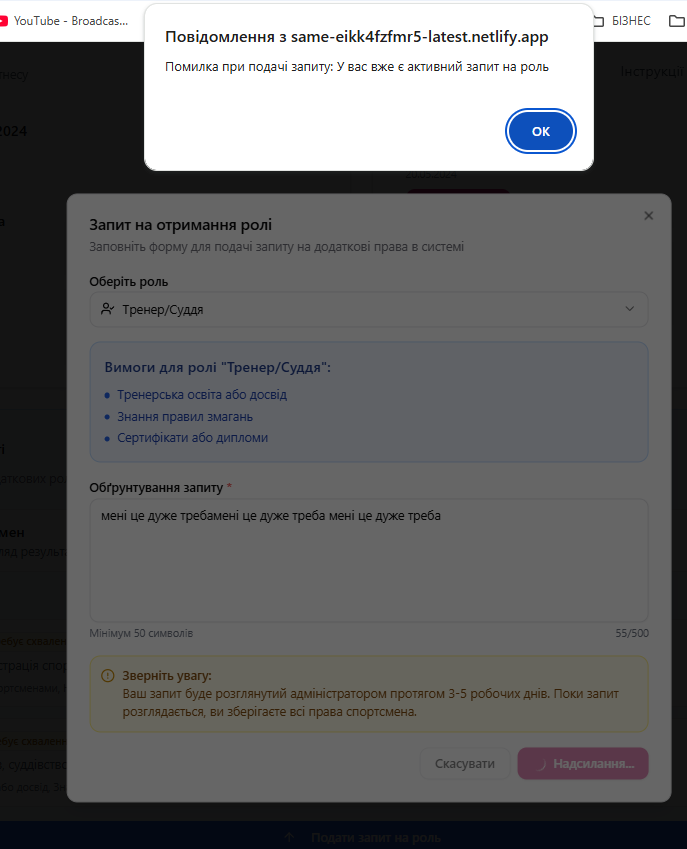 YouTube - Broadcas...
БІЗНЕС
Повідомлення з same-eikk4fzfmr5-latest.netlify.app
Помилка при подачі запиту: У вас вже є активний запит на роль
ОК
тнесу
Інструкції
2024
Запит на отримання ролі
Заповніть форму для подачі запиту на додаткові права в системі
Оберіть роль
Тренер/Суддя
Вимоги для ролі "Тренер/Суддя":
Тренерська освіта або досвід
Знання правил змагань
Сертифікати або дипломи
Обґрунтування запиту *
мені це дуже требамені це дуже треба мені це дуже треба
Мінімум 50 символів
55/500
Зверніть увагу:
Ваш запит буде розглянутий адміністратором протягом 3-5 робочих днів. Поки запит
розглядається, ви зберігаєте всі права спортсмена.
Скасувати
Надсилання...
Подати запит на роль